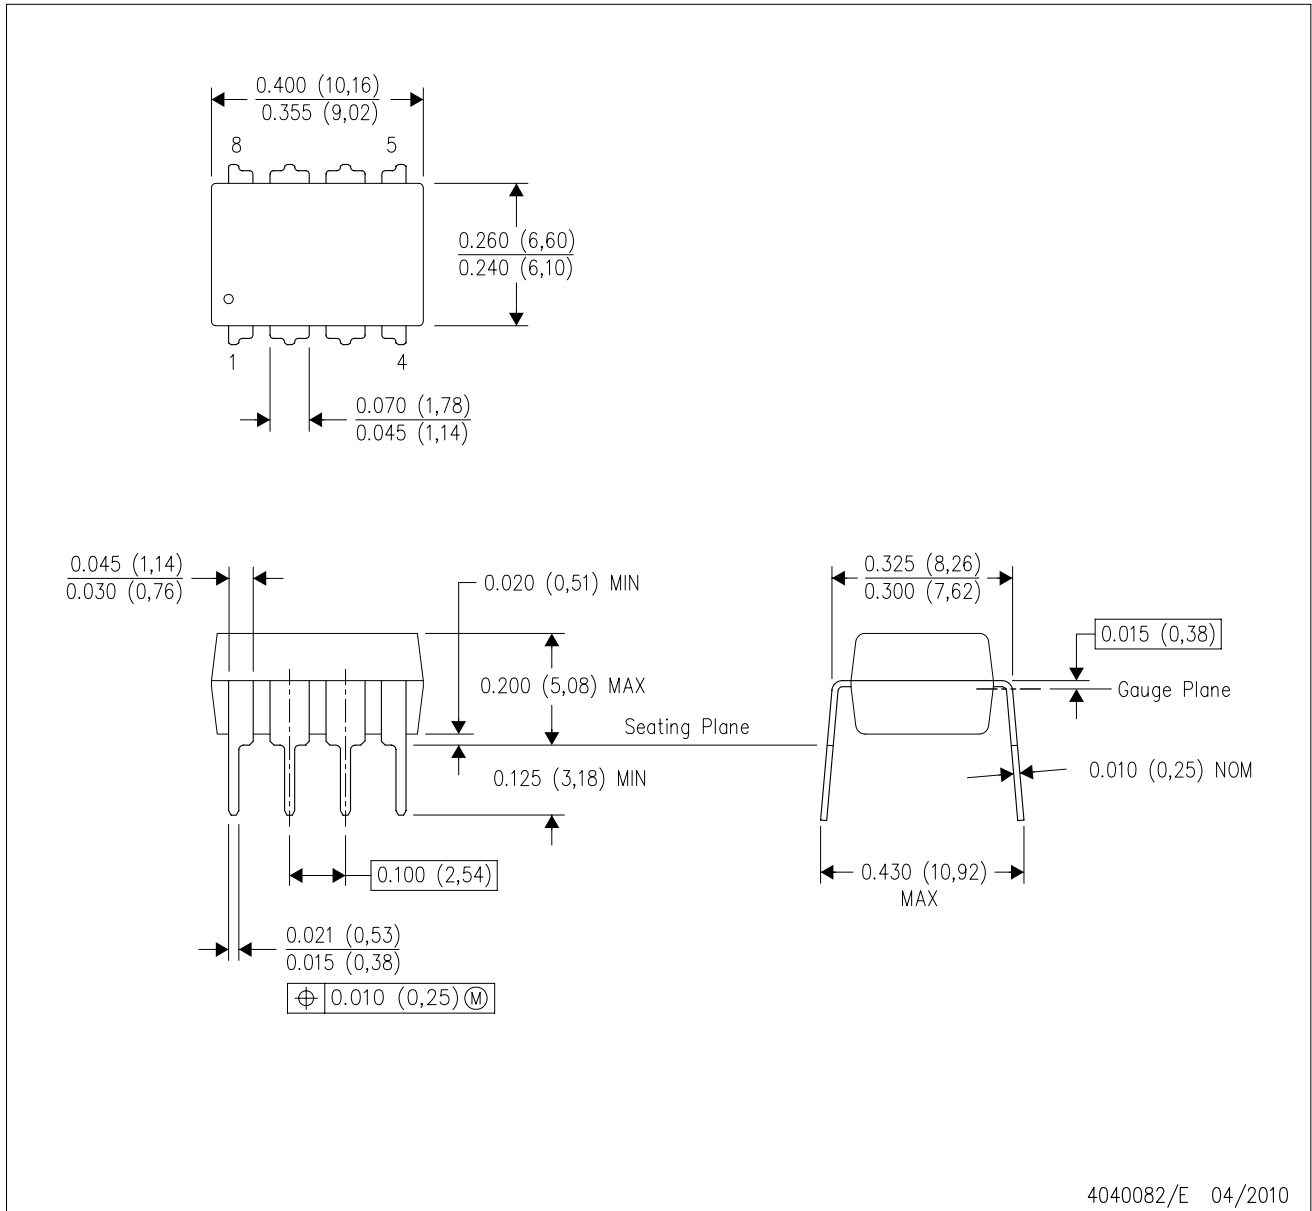 0.400 (10,16)
0.355 (9,02)
8
5
0.260 (6,60)
0.240 (6,10)
1
4
0.070 (1,78)
0.045 (1,14)
0.045 (1,14)
0.030 (0,76)
0.020 (0,51) MIN
0.325 (8,26)
0.300 (7,62)
0.015 (0,38)
0.200 (5,08) MAX
Gauge Plane
Seating Plane
0.125 (3,18) MIN
0.010 (0,25) NOM
0.100 (2,54)
0.430 (10,92)
MAX
0.021 (0,53)
0.015 (0,38)
⌖ 0.010 (0,25) Ⓜ
4040082/E 04/2010